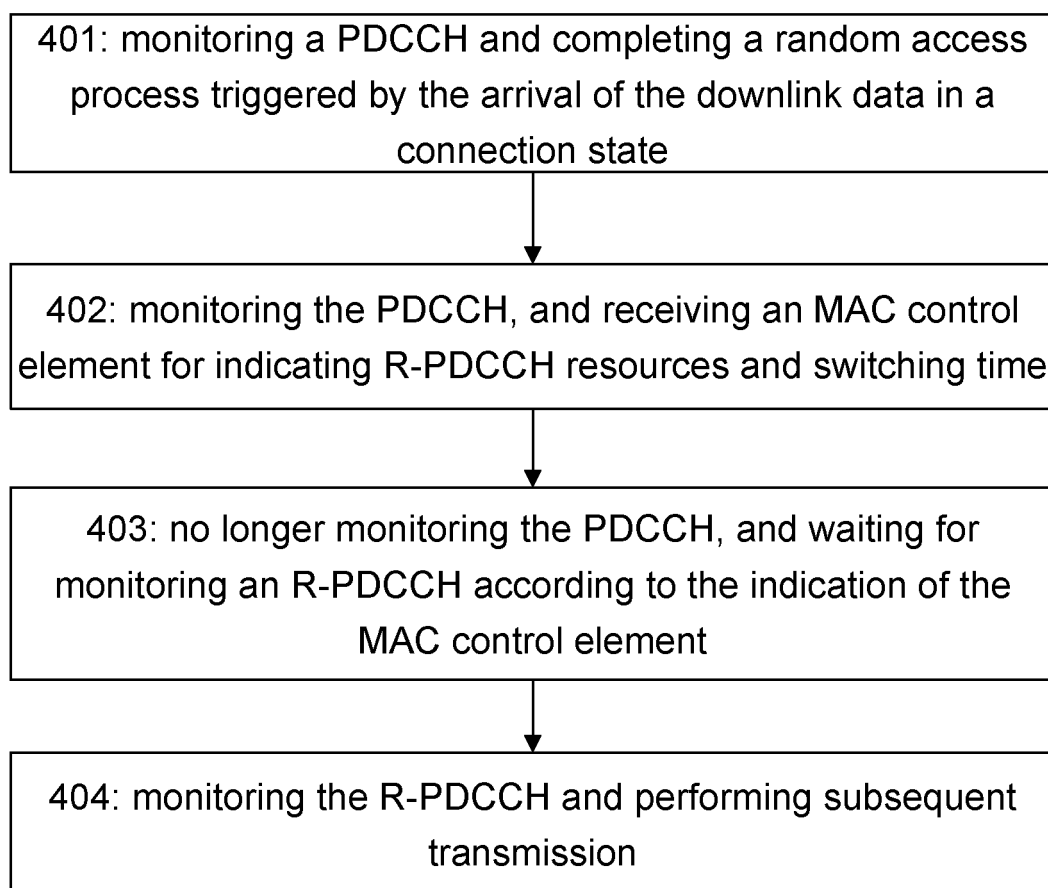 401: monitoring a PDCCH and completing a random access
process triggered by the arrival of the downlink data in a
connection state
402: monitoring the PDCCH, and receiving an MAC control
element for indicating R-PDCCH resources and switching time
403: no longer monitoring the PDCCH, and waiting for
monitoring an R-PDCCH according to the indication of the
MAC control element
404: monitoring the R-PDCCH and performing subsequent
transmission